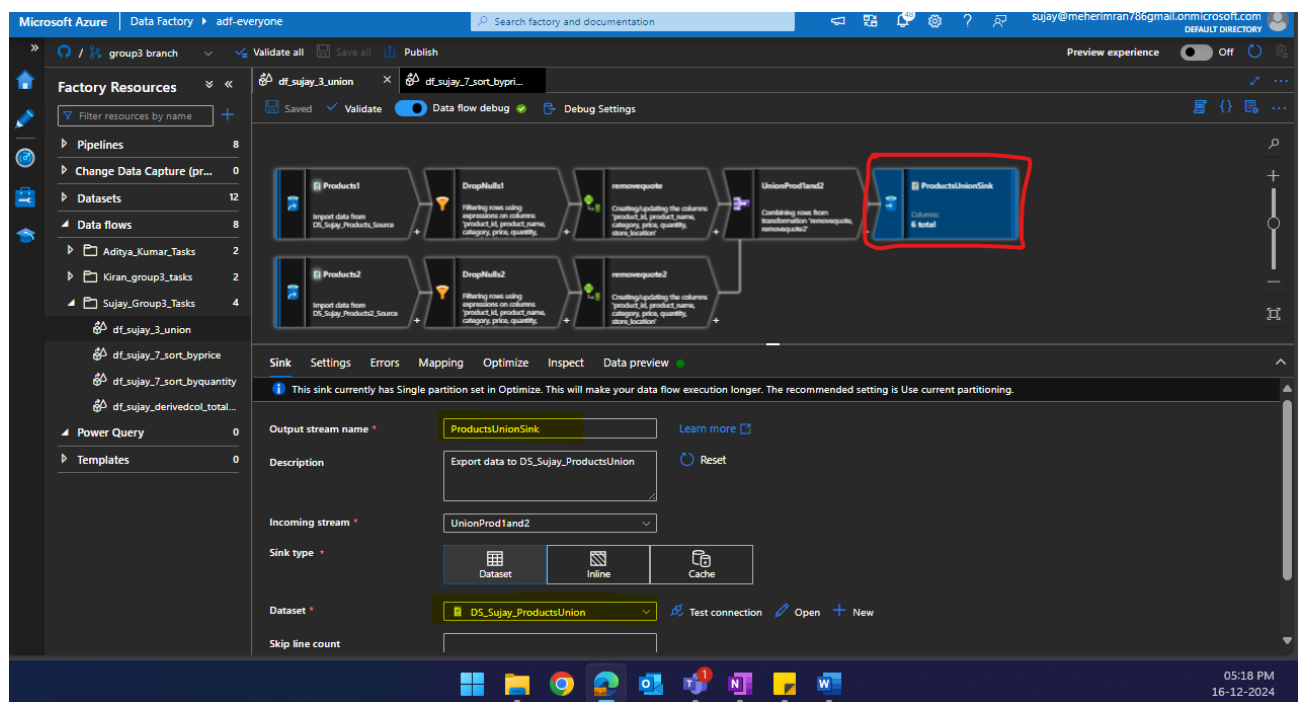 Microsoft Azure Data Factory adf-everyone Search factory and documentation 48 sujay@meherimran786gmail.onmicrosoft.com
DEFAULT DIRECTORY
» / group3 branch Validate all Save all Publish Preview experience Off
Factory Resources
df_sujay_3_union × df_sujay_7_sort_bypri...
Filter resources by name +
Saved Validate Data flow debug Debug Settings
Pipelines 8
Change Data Capture (pr... 0
Datasets 12
Data flows 8
Aditya_Kumar_Tasks 2
Kiran_group3_tasks 2
Sujay_Group3_Tasks 4
df_sujay_3_union
df_sujay_7_sort_byprice
df_sujay_7_sort_byquantity
df_sujay_derivedcol_total...
Power Query 0
Templates 0
Products1
Import data from
DS_Sujay_Products_Source
+
DropNulls1
Filtering rows using
expressions on columns
'product_id, product_name,
category, price, quantity,
+
removequote
Creating/updating the columns
'product_id, product_name,
category, price, quantity,
store_location'
+
UnionProd1and2
Combining rows from
transformation 'removequote,
removequote2'
+
ProductsUnionSink
Columns:
6 total
Products2
Import data from
DS_Sujay_Products2_Source
+
DropNulls2
Filtering rows using
expressions on columns
'product_id, product_name,
category, price, quantity,
+
removequote2
Creating/updating the columns
'product_id, product_name,
category, price, quantity,
store_location'
+
Sink Settings Errors Mapping Optimize Inspect Data preview
This sink currently has Single partition set in Optimize. This will make your data flow execution longer. The recommended setting is Use current partitioning.
Output stream name * ProductsUnionSink Learn more
Description Export data to DS_Sujay_ProductsUnion Reset
Incoming stream * UnionProd1and2
Sink type *
Dataset Inline Cache
Dataset * DS_Sujay_ProductsUnion Test connection Open + New
Skip line count
1
05:18 PM
16-12-2024